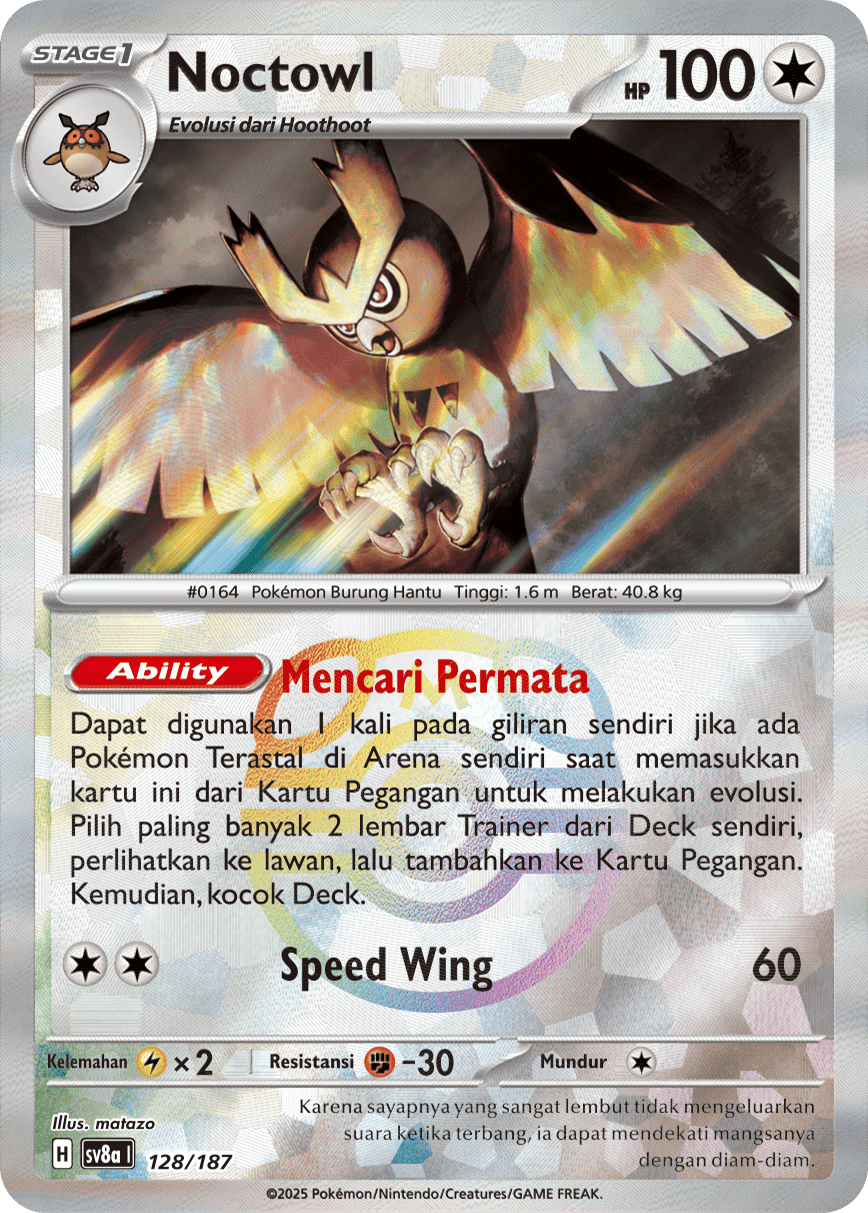 STAGE1
Noctowl
HP 100
Evolusi dari Hoothoot
#0164 Pokémon Burung Hantu Tinggi: 1.6 m Berat: 40.8 kg
Ability Mencari Permata
Dapat digunakan 1 kali pada giliran sendiri jika ada
Pokémon Terastal di Arena sendiri saat memasukkan
kartu ini dari Kartu Pegangan untuk melakukan evolusi.
Pilih paling banyak 2 lembar Trainer dari Deck sendiri,
perlihatkan ke lawan, lalu tambahkan ke Kartu Pegangan.
Kemudian, kocok Deck.
Speed Wing 60
Kelemahan ×2 Resistansi -30 Mundur
Karena sayapnya yang sangat lembut tidak mengeluarkan
suara ketika terbang, ia dapat mendekati mangsanya
dengan diam-diam.
Illus. matazo
H sv8a I 128/187
©2025 Pokémon/Nintendo/Creatures/GAME FREAK.